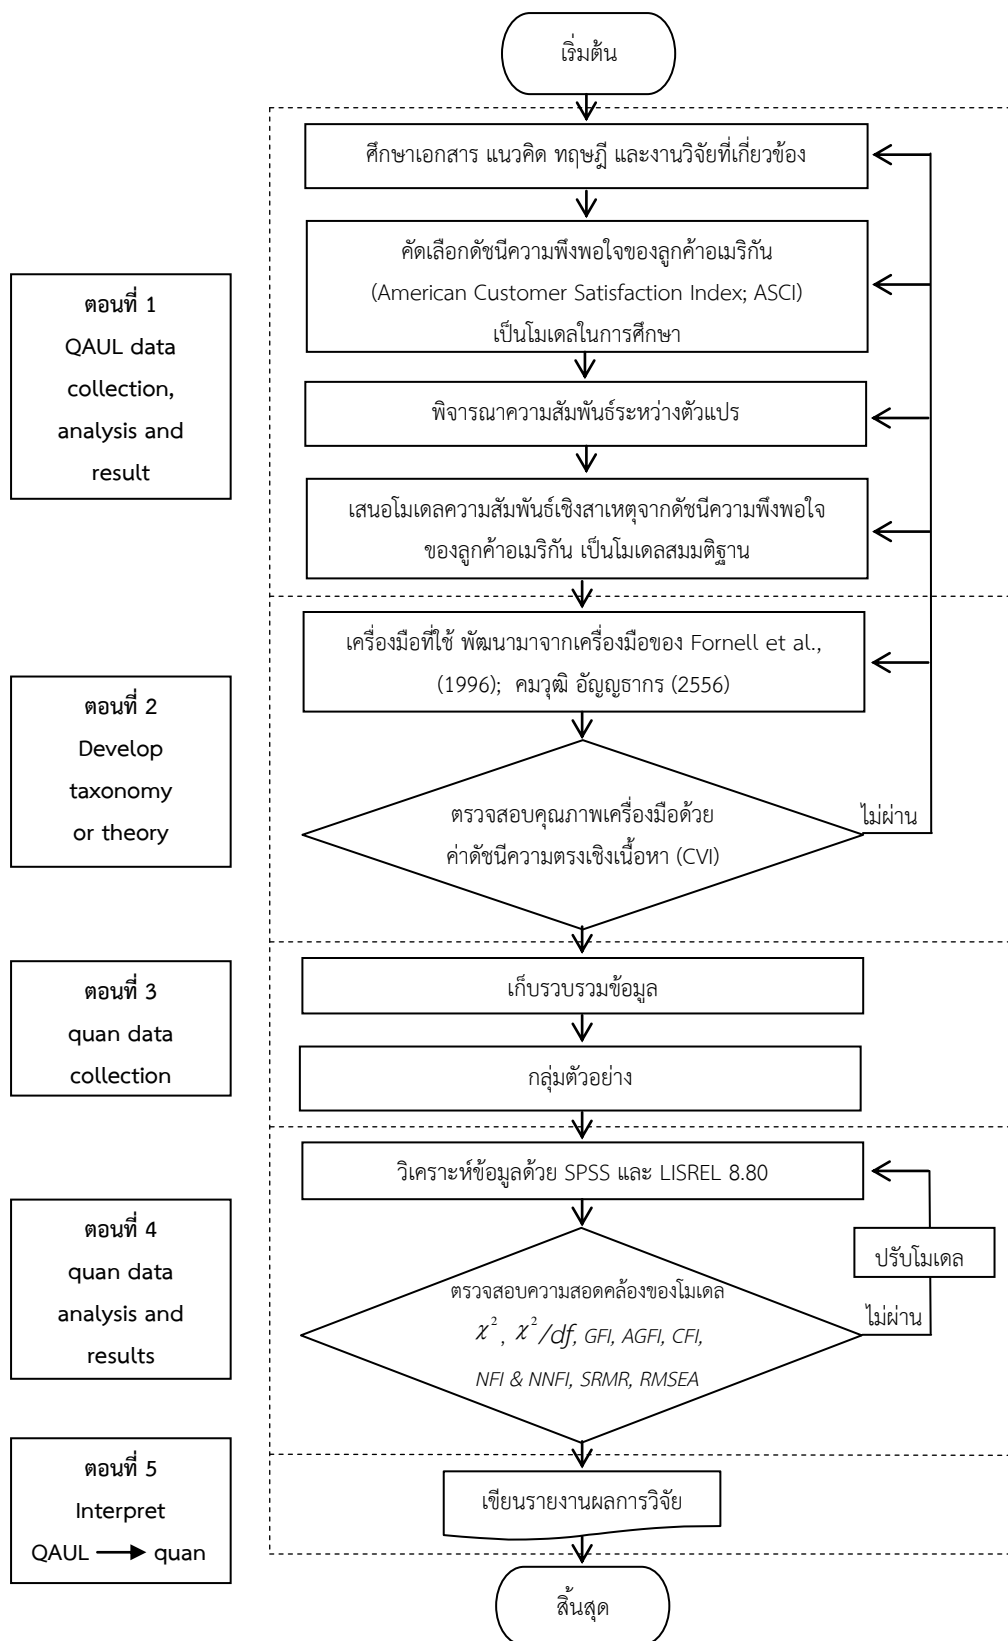 เริ่มต้น
ศึกษาเอกสาร แนวคิด ทฤษฎี และงานวิจัยที่เกี่ยวข้อง
คัดเลือกดัชนีความพึงพอใจของลูกค้าอเมริกัน
(American Customer Satisfaction Index; ASCI)
เป็นโมเดลในการศึกษา
ตอนที่ 1
QAUL data
collection,
analysis and
result
พิจารณาความสัมพันธ์ระหว่างตัวแปร
เสนอโมเดลความสัมพันธ์เชิงสาเหตุจากดัชนีความพึงพอใจ
ของลูกค้าอเมริกัน เป็นโมเดลสมมติฐาน
เครื่องมือที่ใช้ พัฒนามาจากเครื่องมือของ Fornell et al.,
(1996); คมวุฒิ อัญญธากร (2556)
ตอนที่ 2
Develop
taxonomy
or theory
ตรวจสอบคุณภาพเครื่องมือด้วย
ค่าดัชนีความตรงเชิงเนื้อหา (CVI)
ไม่ผ่าน
ตอนที่ 3
quan data
collection
เก็บรวบรวมข้อมูล
กลุ่มตัวอย่าง
วิเคราะห์ข้อมูลด้วย SPSS และ LISREL 8.80
ตอนที่ 4
quan data
analysis and
results
ปรับโมเดล
ตรวจสอบความสอดคล้องของโมเดล
χ², χ²/df, GFI, AGFI, CFI,
NFI & NNFI, SRMR, RMSEA
ไม่ผ่าน
ตอนที่ 5
Interpret
QAUL ⟶ quan
เขียนรายงานผลการวิจัย
สิ้นสุด